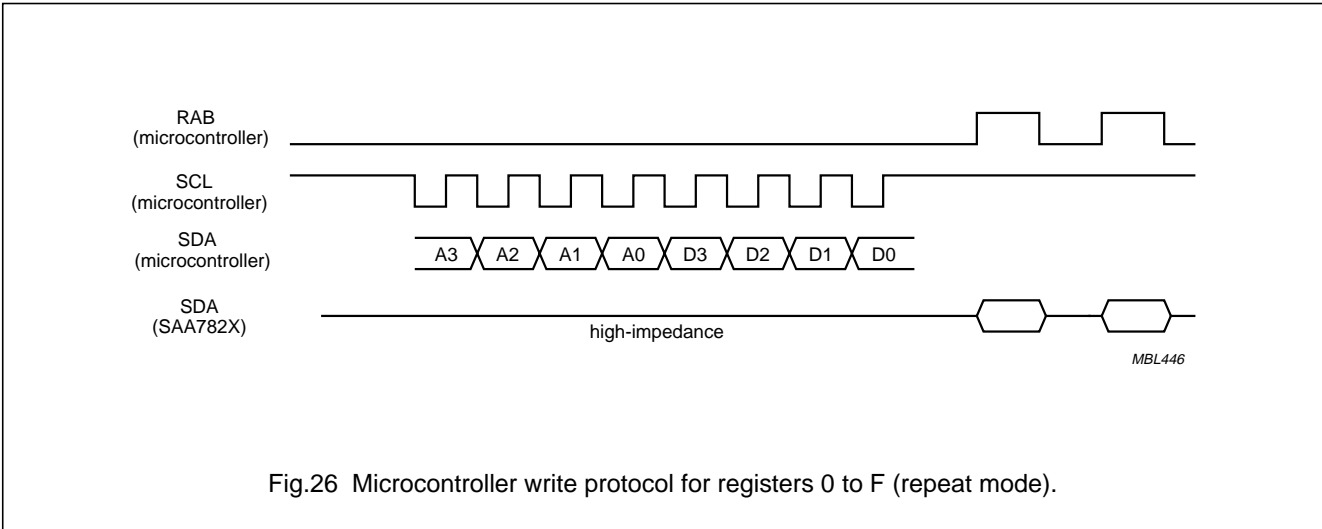 RAB
(microcontroller)
SCL
(microcontroller)
SDA
(microcontroller)
A3 A2 A1 A0 D3 D2 D1 D0
SDA
(SAA782X)
high-impedance
MBL446
Fig.26 Microcontroller write protocol for registers 0 to F (repeat mode).